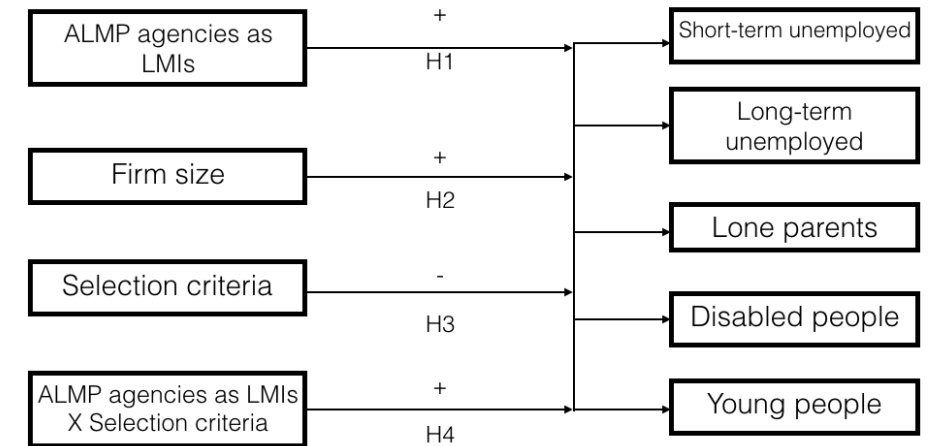 ALMP agencies as
LMIs
+
H1
Short-term unemployed
Long-term
unemployed
Firm size
+
H2
Lone parents
Selection criteria
-
H3
Disabled people
ALMP agencies as LMIs
X Selection criteria
+
H4
Young people